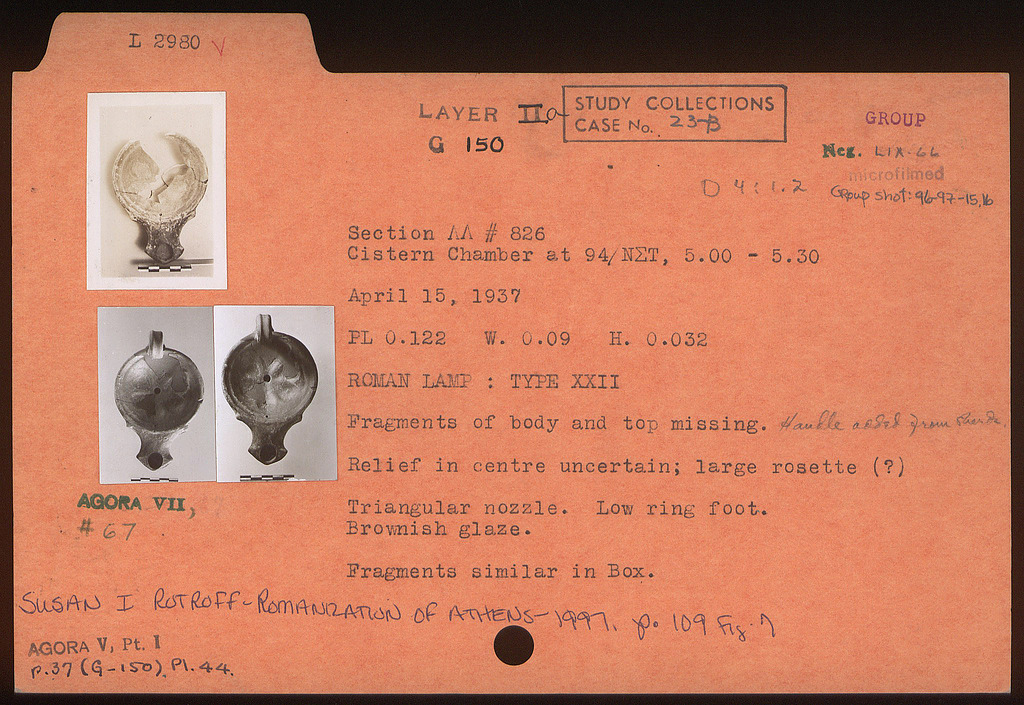 L 2980 V
LAYER IIa
G 150
STUDY COLLECTIONS
CASE No. 23-B
GROUP
Neg. LIX-66
microfilmed
Group shot: 96-97-15,16
D 4:1.2
Section ΛΛ # 826
Cistern Chamber at 94/ΝΣΤ, 5.00 - 5.30
April 15, 1937
PL 0.122 W. 0.09 H. 0.032
ROMAN LAMP : TYPE XXII
Fragments of body and top missing. Handle added from
Relief in centre uncertain; large rosette (?)
Triangular nozzle. Low ring foot.
Brownish glaze.
Fragments similar in Box.
AGORA VII,
# 67
SUSAN I ROTROFF-ROMANIZATION OF ATHENS-1997. p. 109 Fig. 7
AGORA V, Pt. I
p.37 (G-150), Pl. 44.